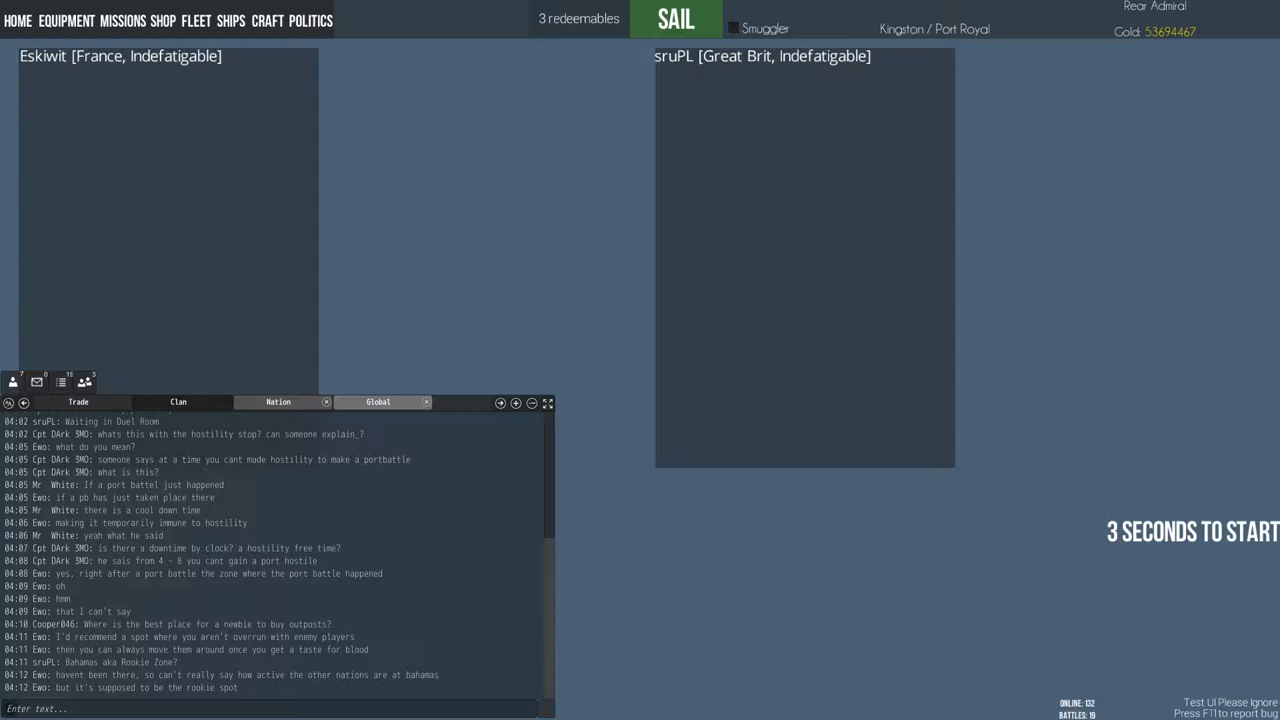 HOME EQUIPMENT MISSIONS SHOP FLEET SHIPS CRAFT POLITICS
3 redeemables
SAIL
Smuggler
Kingston / Port Royal
Rear Admiral
Gold: 53694467
Eskiwit [France, Indefatigable]
sruPL [Great Brit, Indefatigable]
3 SECONDS TO START
7 0 15 3
Trade Clan Nation Global
04:02 sruPL: Waiting in Duel Room
04:02 Cpt DArk 3MO: whats this with the hostility stop? can someone explain_?
04:05 Ewo: what do you mean?
04:05 Cpt DArk 3MO: someone says at a time you cant made hostility to make a portbattle
04:05 Cpt DArk 3MO: what is this?
04:05 Mr White: If a port battel just happened
04:05 Ewo: if a pb has just taken place there
04:05 Mr White: there is a cool down time
04:06 Ewo: making it temporarily immune to hostility
04:06 Mr White: yeah what he said
04:07 Cpt DArk 3MO: is there a downtime by clock? a hostility free time?
04:08 Cpt DArk 3MO: he sais from 4 - 8 you cant gain a port hostile
04:08 Ewo: yes, right after a port battle the zone where the port battle happened
04:09 Ewo: oh
04:09 Ewo: hmm
04:09 Ewo: that I can't say
04:10 Cooper046: Where is the best place for a newbie to buy outposts?
04:11 Ewo: I'd recommend a spot where you aren't overrun with enemy players
04:11 Ewo: then you can always move them around once you get a taste for blood
04:11 sruPL: Bahamas aka Rookie Zone?
04:12 Ewo: havent been there, so can't really say how active the other nations are at bahamas
04:12 Ewo: but it's supposed to be the rookie spot
Enter text...
ONLINE: 132
BATTLES: 19
Test UI Please Ignore
Press F11 to report bug